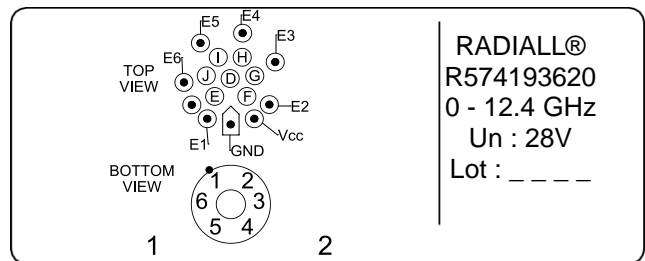 E5
E4
E3
E6
TOP
VIEW
I H
J D G
E F
E2
E1
GND
Vcc
BOTTOM
VIEW
1 2
6 3
5 4
1 2
RADIALL®
R574193620
0 - 12.4 GHz
Un : 28V
Lot : _ _ _ _